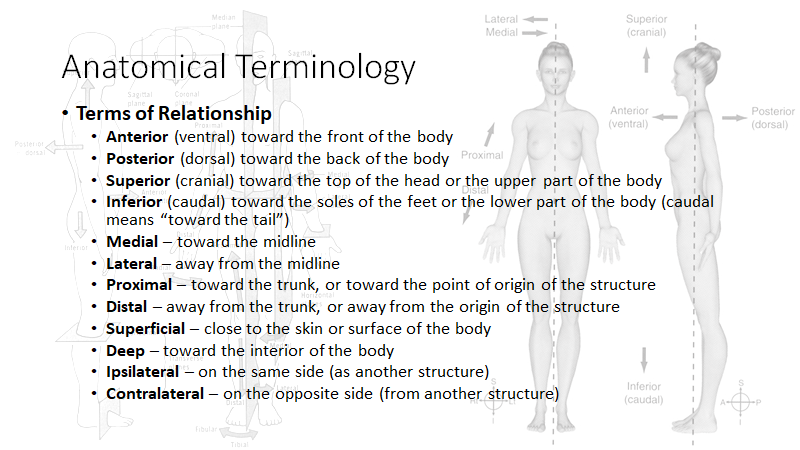 Anatomical Terminology
• Terms of Relationship
• Anterior (ventral) toward the front of the body
• Posterior (dorsal) toward the back of the body
• Superior (cranial) toward the top of the head or the upper part of the body
• Inferior (caudal) toward the soles of the feet or the lower part of the body (caudal
means “toward the tail”)
• Medial – toward the midline
• Lateral – away from the midline
• Proximal – toward the trunk, or toward the point of origin of the structure
• Distal – away from the trunk, or away from the origin of the structure
• Superficial – close to the skin or surface of the body
• Deep – toward the interior of the body
• Ipsilateral – on the same side (as another structure)
• Contralateral – on the opposite side (from another structure)
Lateral
Medial
Superior
(cranial)
Anterior
(ventral)
Posterior
(dorsal)
Proximal
Distal
Inferior
(caudal)
S
A
P
I
Median
plane
Sagittal
Sagittal
plane
Coronal
plane
Posterior
dorsal
Proximal
Inferior
Fibular
Tibial